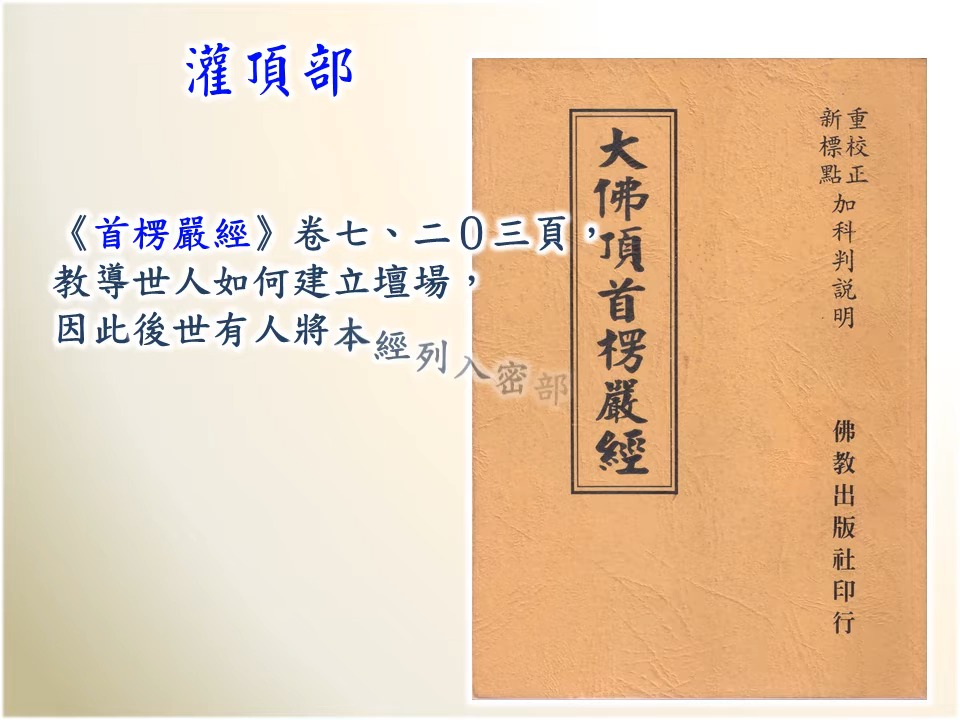 灌頂部
《首楞嚴經》卷七、二０三頁，
教導世人如何建立壇場，
因此後世有人將本經列入密部
大佛頂首楞嚴經
重校正
新標點
加科判説明
佛教出版社印行